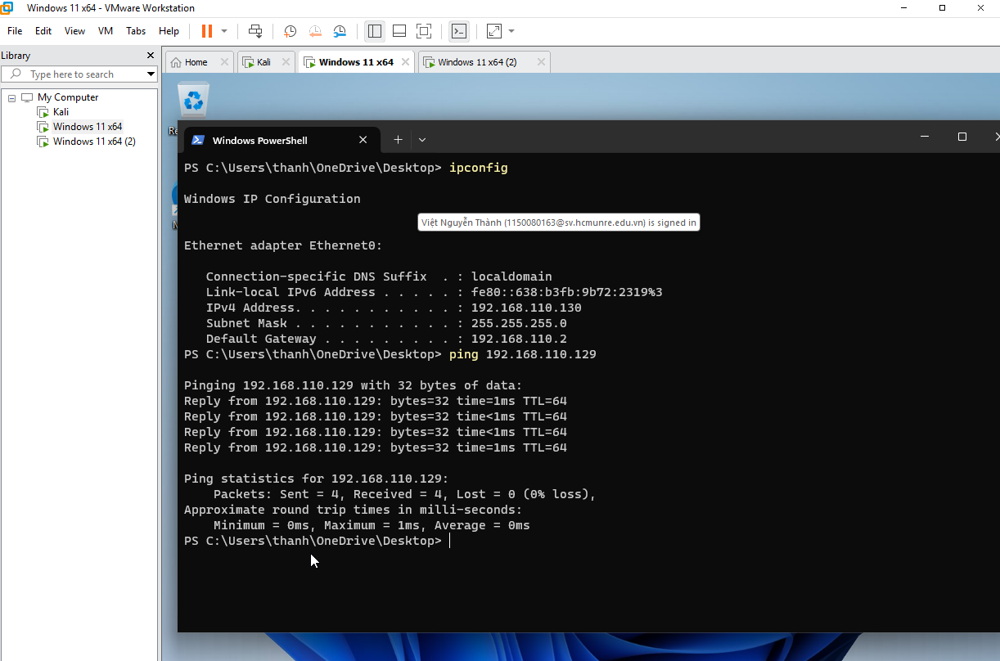 Windows 11 x64 - VMware Workstation
File Edit View VM Tabs Help
Library
Type here to search
My Computer
Kali
Windows 11 x64
Windows 11 x64 (2)
Home
Kali
Windows 11 x64
Windows 11 x64 (2)
Windows PowerShell
PS C:\Users\thanh\OneDrive\Desktop> ipconfig
Windows IP Configuration
Việt Nguyễn Thành (1150080163@sv.hcmunre.edu.vn) is signed in
Ethernet adapter Ethernet0:
Connection-specific DNS Suffix . : localdomain
Link-local IPv6 Address . . . . . : fe80::638:b3fb:9b72:2319%3
IPv4 Address. . . . . . . . . . . : 192.168.110.130
Subnet Mask . . . . . . . . . . . : 255.255.255.0
Default Gateway . . . . . . . . . : 192.168.110.2
PS C:\Users\thanh\OneDrive\Desktop> ping 192.168.110.129
Pinging 192.168.110.129 with 32 bytes of data:
Reply from 192.168.110.129: bytes=32 time=1ms TTL=64
Reply from 192.168.110.129: bytes=32 time<1ms TTL=64
Reply from 192.168.110.129: bytes=32 time<1ms TTL=64
Reply from 192.168.110.129: bytes=32 time=1ms TTL=64
Ping statistics for 192.168.110.129:
Packets: Sent = 4, Received = 4, Lost = 0 (0% loss),
Approximate round trip times in milli-seconds:
Minimum = 0ms, Maximum = 1ms, Average = 0ms
PS C:\Users\thanh\OneDrive\Desktop>